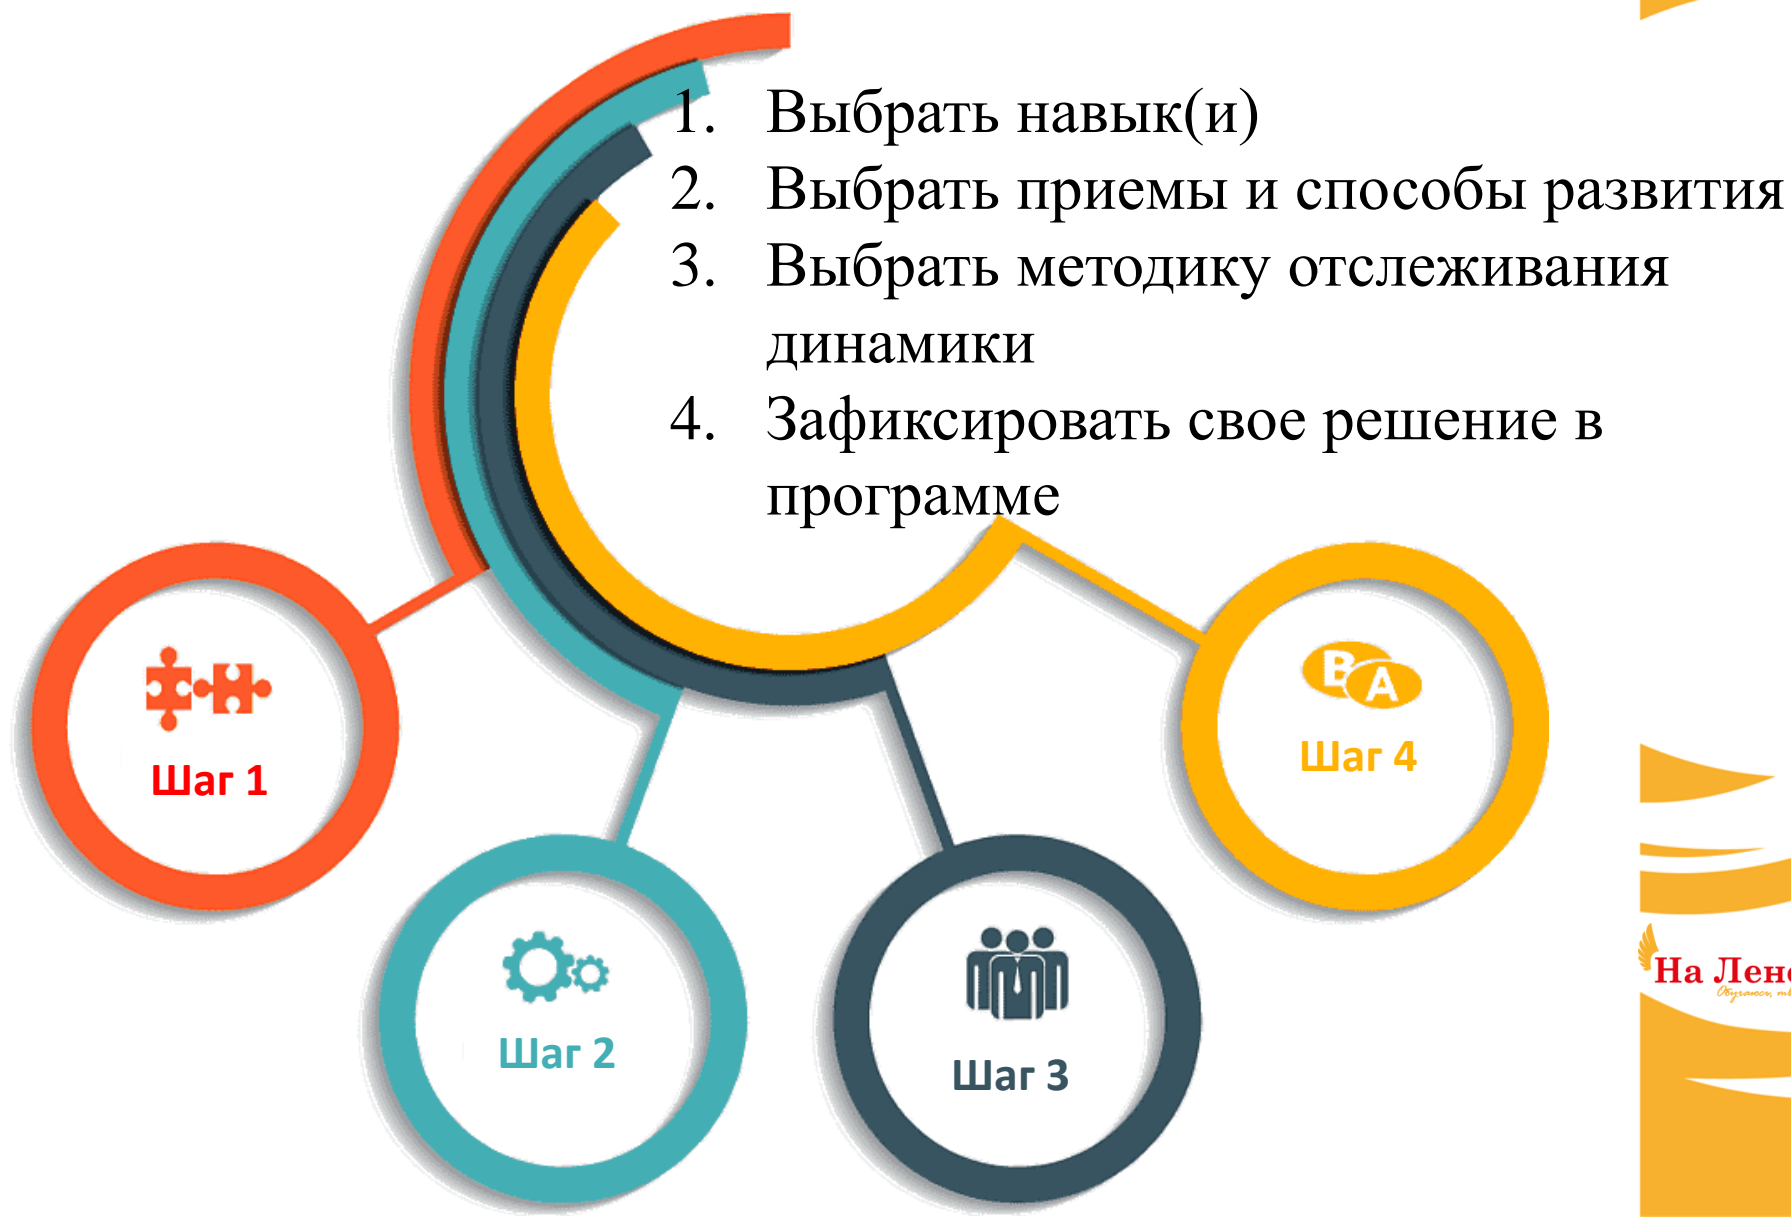 1. Выбрать навык(и)
2. Выбрать приемы и способы развития
3. Выбрать методику отслеживания
динамики
4. Зафиксировать свое решение в
программе
B
A
Шаг 1
Шаг 4
Шаг 2
Шаг 3
На